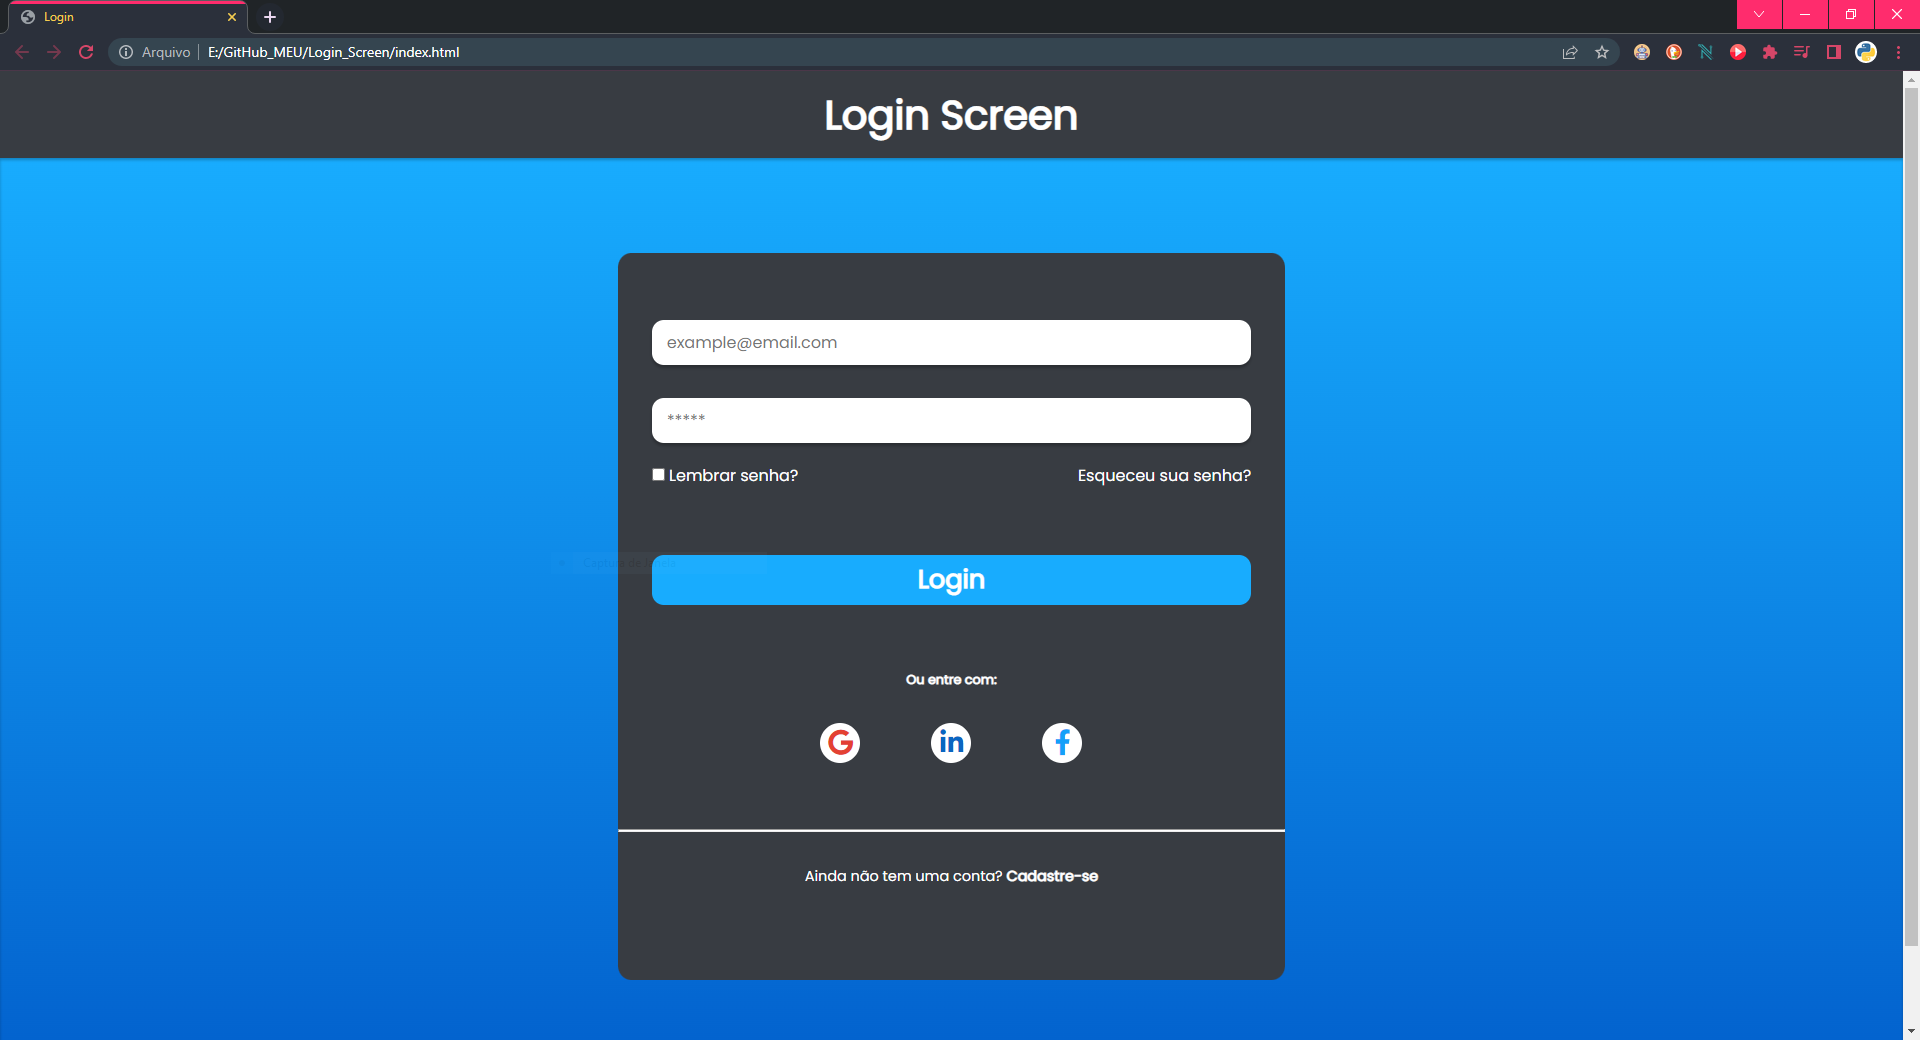 Login
Arquivo E:/GitHub_MEU/Login_Screen/index.html
Login Screen
example@email.com
*****
Lembrar senha? Esqueceu sua senha?
Login
Ou entre com:
G in f
Ainda não tem uma conta? Cadastre-se